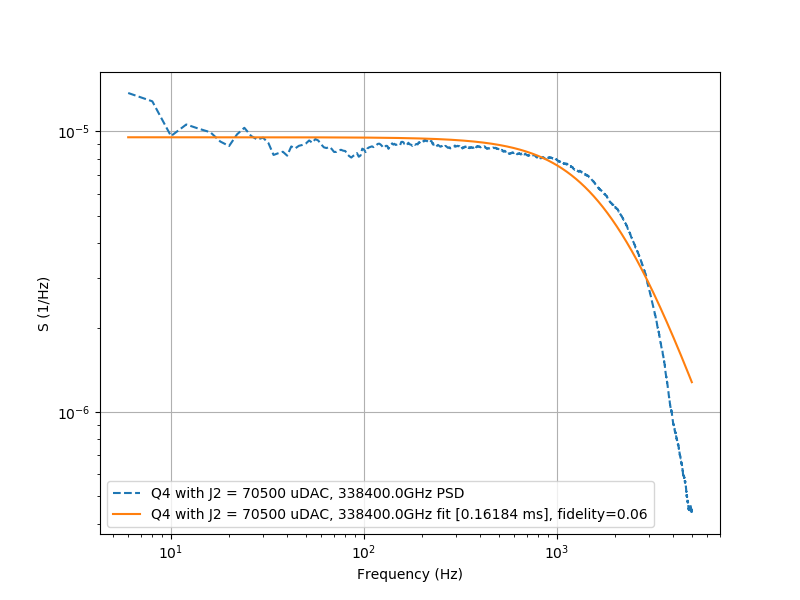 S (1/Hz)
10⁻⁵
10⁻⁶
Q4 with J2 = 70500 uDAC, 338400.0GHz PSD
Q4 with J2 = 70500 uDAC, 338400.0GHz fit [0.16184 ms], fidelity=0.06
10¹ 10² 10³
Frequency (Hz)